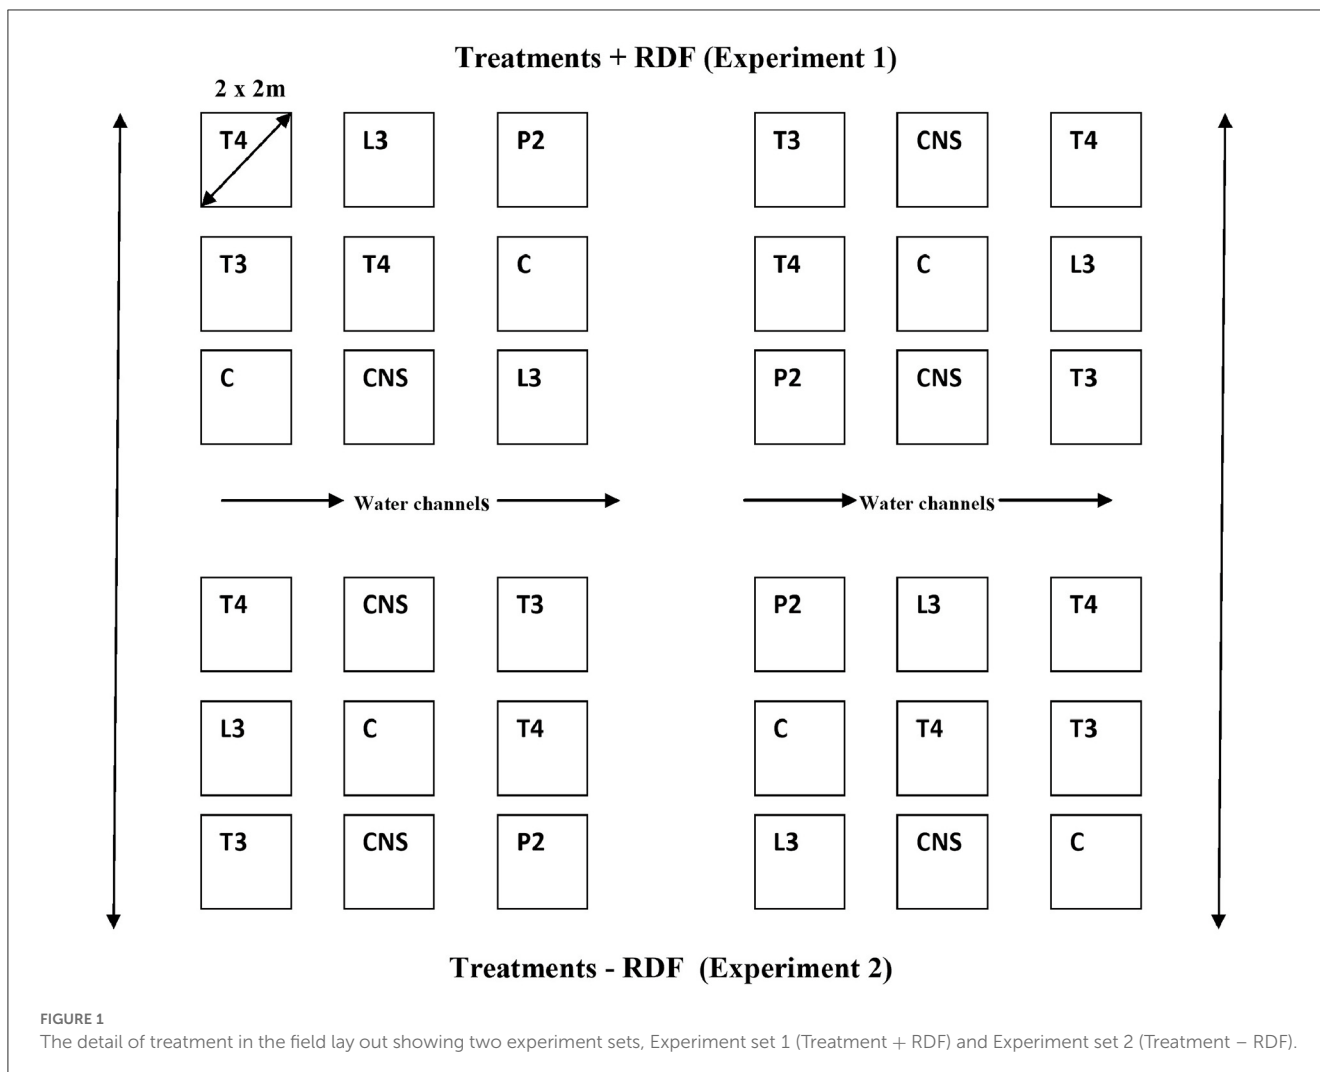 Treatments + RDF (Experiment 1)
2 x 2m
T4 L3 P2 T3 CNS T4
T3 T4 C T4 C L3
C CNS L3 P2 CNS T3
Water channels Water channels
T4 CNS T3 P2 L3 T4
L3 C T4 C T4 T3
T3 CNS P2 L3 CNS C
Treatments - RDF (Experiment 2)
FIGURE 1
The detail of treatment in the field lay out showing two experiment sets, Experiment set 1 (Treatment + RDF) and Experiment set 2 (Treatment – RDF).